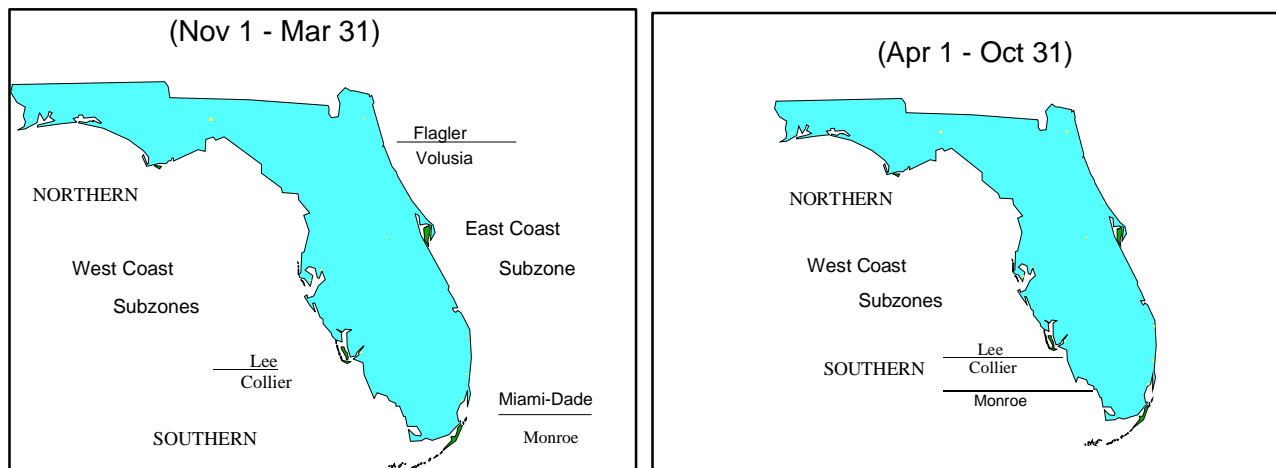 (Nov 1 - Mar 31)
Flagler
Volusia
NORTHERN
East Coast
Subzone
West Coast
Subzones
Lee
Collier
Miami-Dade
SOUTHERN
Monroe
(Apr 1 - Oct 31)
NORTHERN
West Coast
Subzones
Lee
SOUTHERN
Collier
Monroe